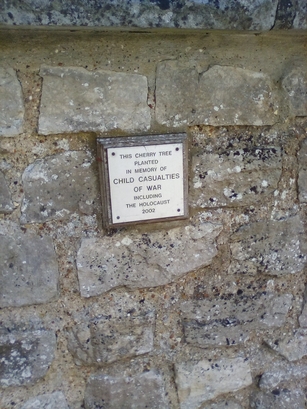 THIS CHERRY TREE
PLANTED
IN MEMORY OF
CHILD CASUALTIES
OF WAR
INCLUDING
THE HOLOCAUST
2002